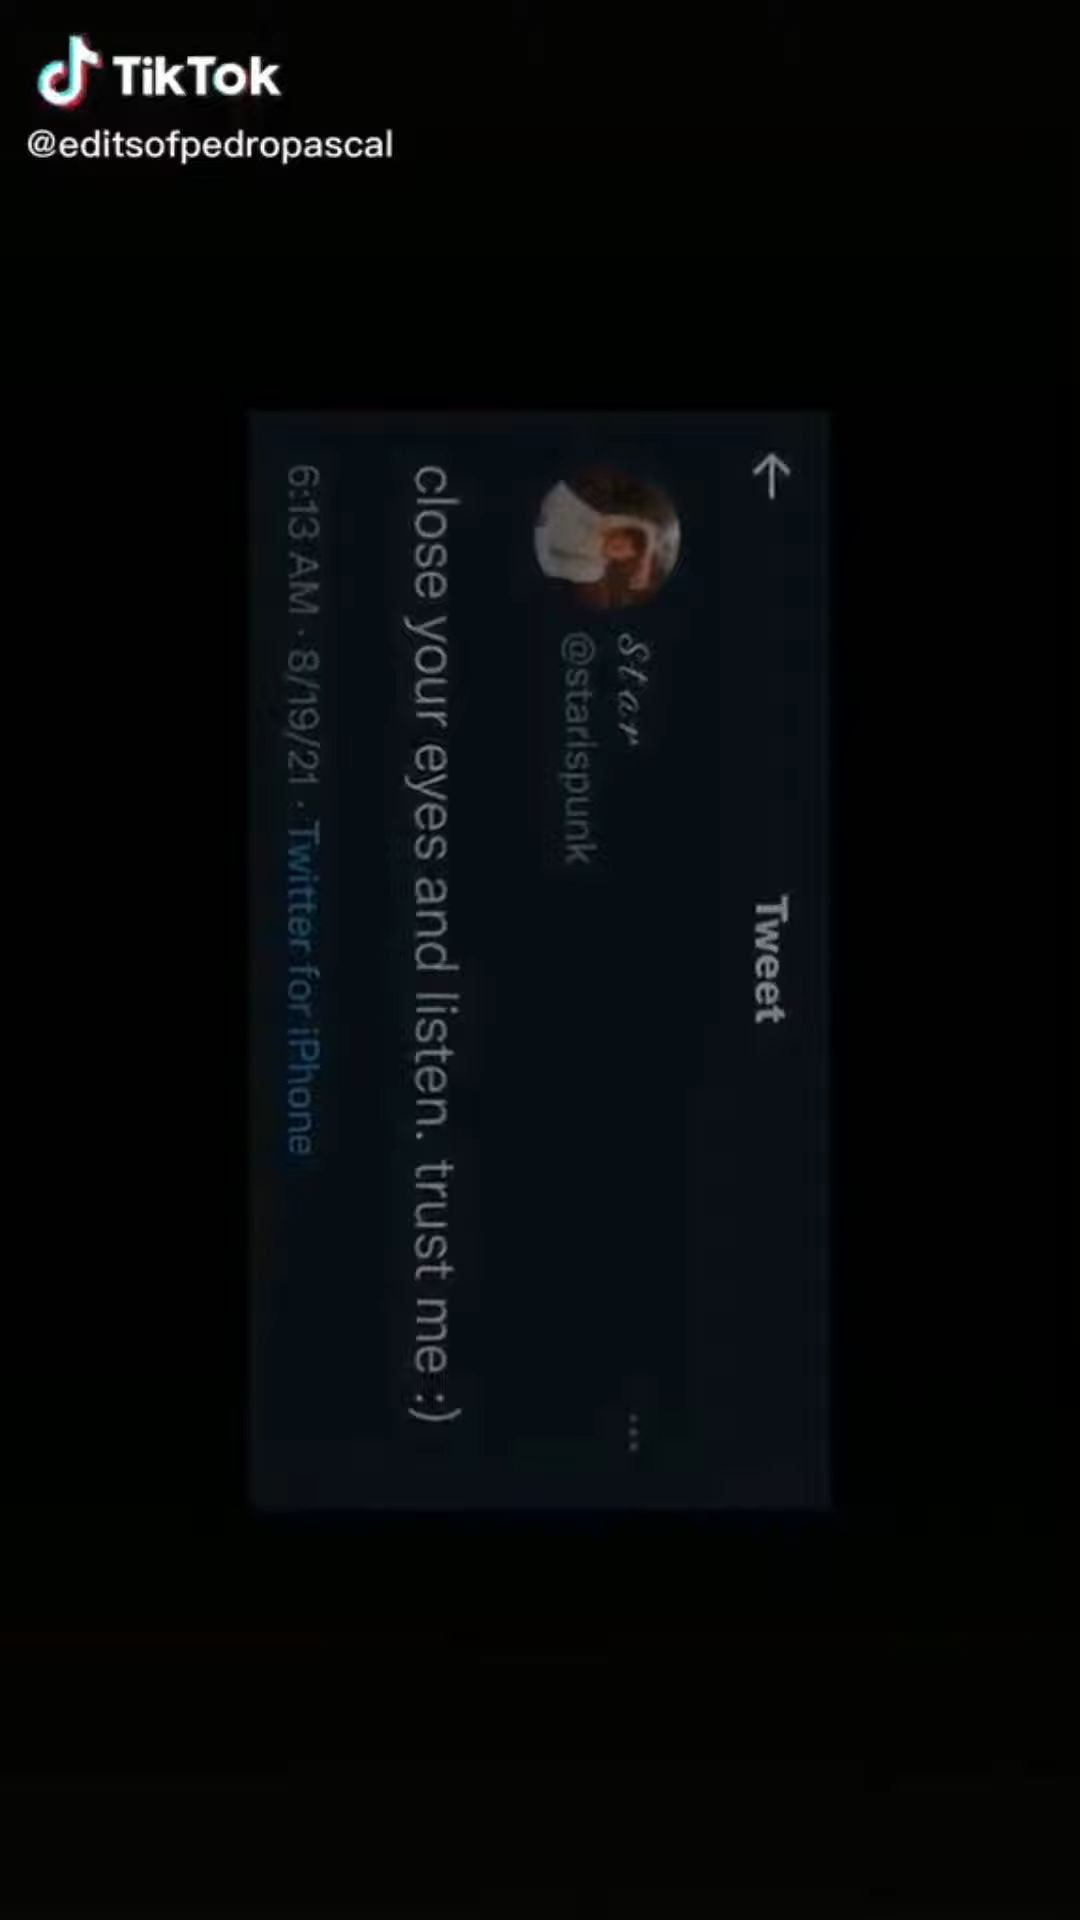 TikTok
@editsofpedropascal
Tweet
Star
@starlspunk
close your eyes and listen. trust me :)
6:13 AM · 8/19/21 · Twitter for iPhone